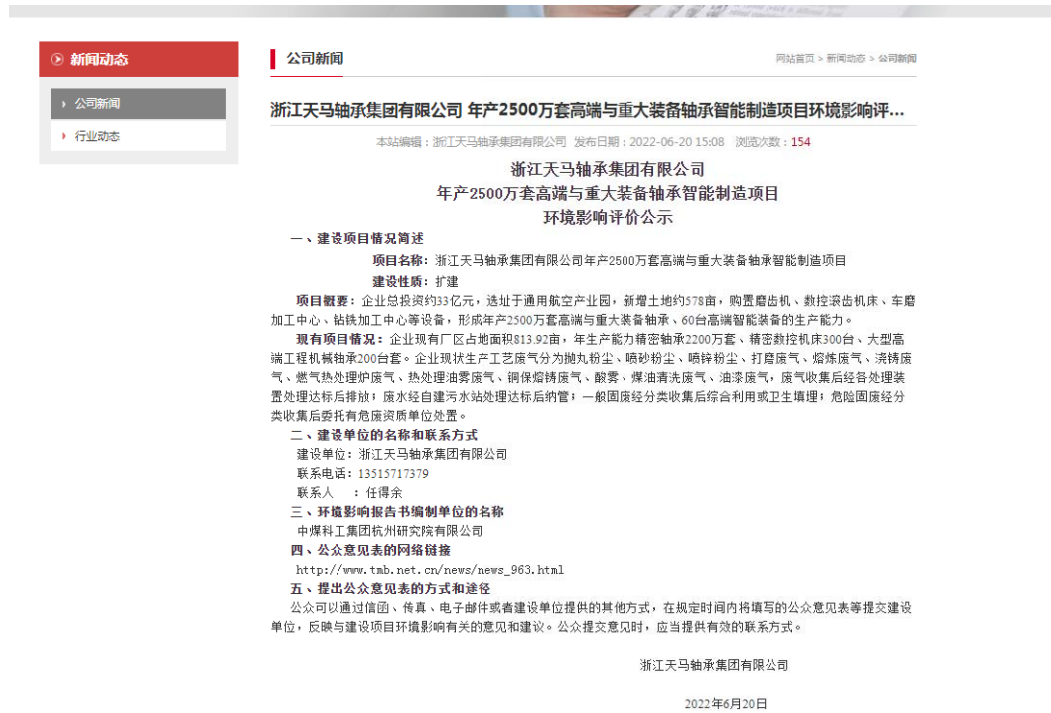 新闻动态
公司新闻
行业动态
公司新闻
网站首页 > 新闻动态 > 公司新闻
浙江天马轴承集团有限公司 年产2500万套高端与重大装备轴承智能制造项目环境影响评...
本站编辑：浙江天马轴承集团有限公司 发布日期：2022-06-20 15:08 浏览次数：154
浙江天马轴承集团有限公司
年产2500万套高端与重大装备轴承智能制造项目
环境影响评价公示
一、建设项目情况简述
项目名称：浙江天马轴承集团有限公司年产2500万套高端与重大装备轴承智能制造项目
建设性质：扩建
项目概要：企业总投资约33亿元，选址于通用航空产业园，新增土地约578亩，购置磨齿机、数控滚齿机床、车磨
加工中心、钻铣加工中心等设备，形成年产2500万套高端与重大装备轴承、60台高端智能装备的生产能力。
现有项目情况：企业现有厂区占地面积813.92亩，年生产能力精密轴承2200万套、精密数控机床300台、大型高
端工程机械轴承200台套。企业现状生产工艺废气分为抛丸粉尘、喷砂粉尘、喷锌粉尘、打磨废气、熔炼废气、浇铸废
气、燃气热处理炉废气、热处理油雾废气、铜保熔铸废气、酸雾、煤油清洗废气、油漆废气，废气收集后经各处理装
置处理达标后排放；废水经自建污水站处理达标后纳管；一般固废经分类收集后综合利用或卫生填埋；危险固废经分
类收集后委托有危废资质单位处置。
二、建设单位的名称和联系方式
建设单位：浙江天马轴承集团有限公司
联系电话：13515717379
联系人 ：任得余
三、环境影响报告书编制单位的名称
中煤科工集团杭州研究院有限公司
四、公众意见表的网络链接
http://www.tmb.net.cn/news/news_963.html
五、提出公众意见表的方式和途径
公众可以通过信函、传真、电子邮件或者建设单位提供的其他方式，在规定时间内将填写的公众意见表等提交建设
单位，反映与建设项目环境影响有关的意见和建议。公众提交意见时，应当提供有效的联系方式。
浙江天马轴承集团有限公司
2022年6月20日